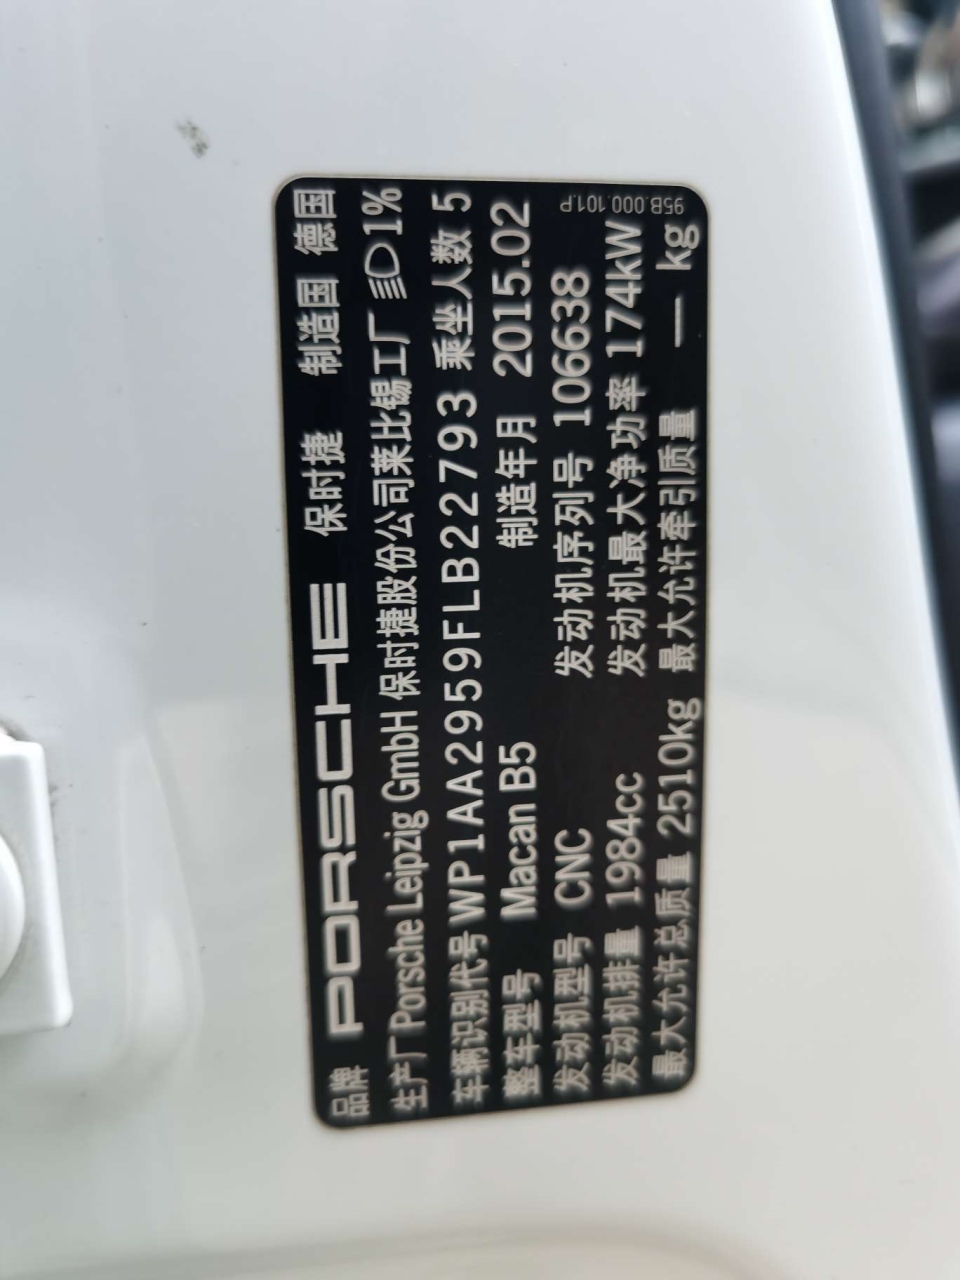 品牌 PORSCHE 保时捷 制造国 德国
生产厂 Porsche Leipzig GmbH 保时捷股份公司莱比锡工厂 1%
车辆识别代号 WP1AA2959FLB22793 乘坐人数 5
整车型号 Macan B5 制造年月 2015.02
发动机型号 CNC 发动机序列号 106638
发动机排量 1984cc 发动机最大净功率 174kW
最大允许总质量 2510kg 最大允许牵引质量 — kg
95B.000.101.P